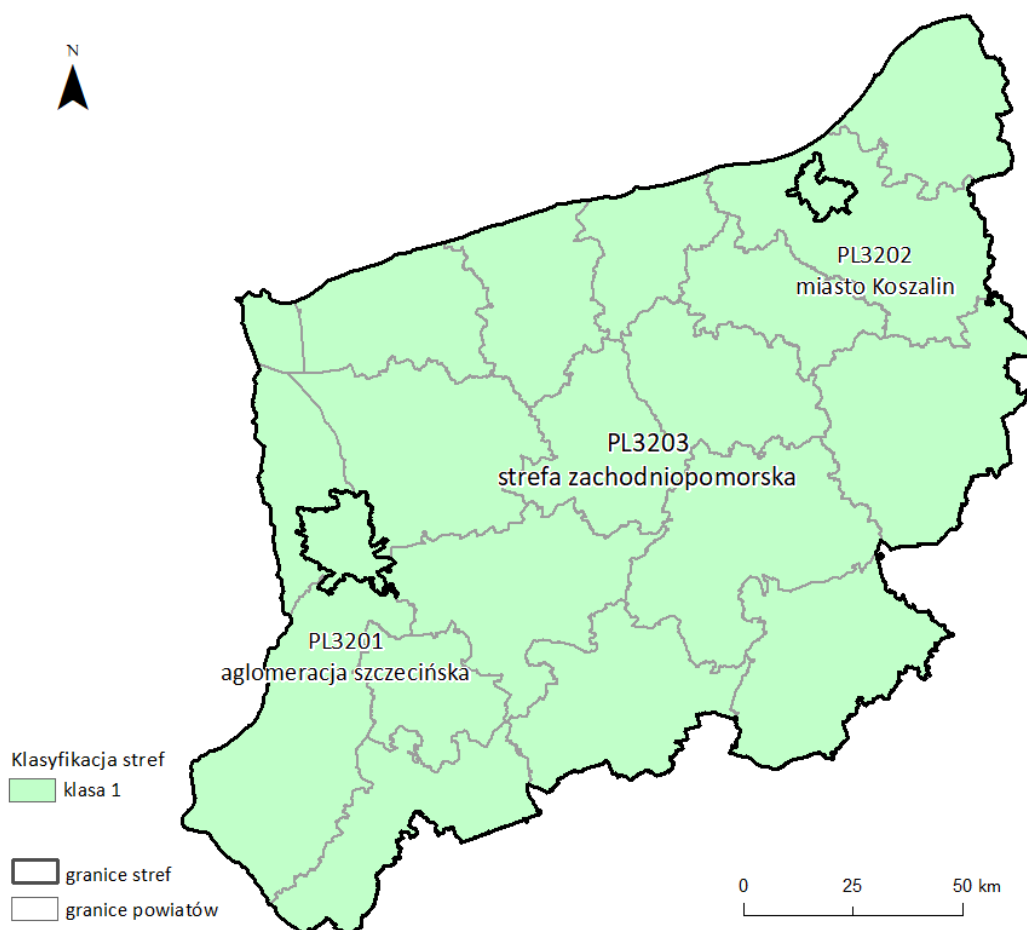 N
PL3202
miasto Koszalin
PL3203
strefa zachodniopomorska
PL3201
aglomeracja szczecińska
Klasyfikacja stref
klasa 1
granice stref
granice powiatów
0 25 50 km